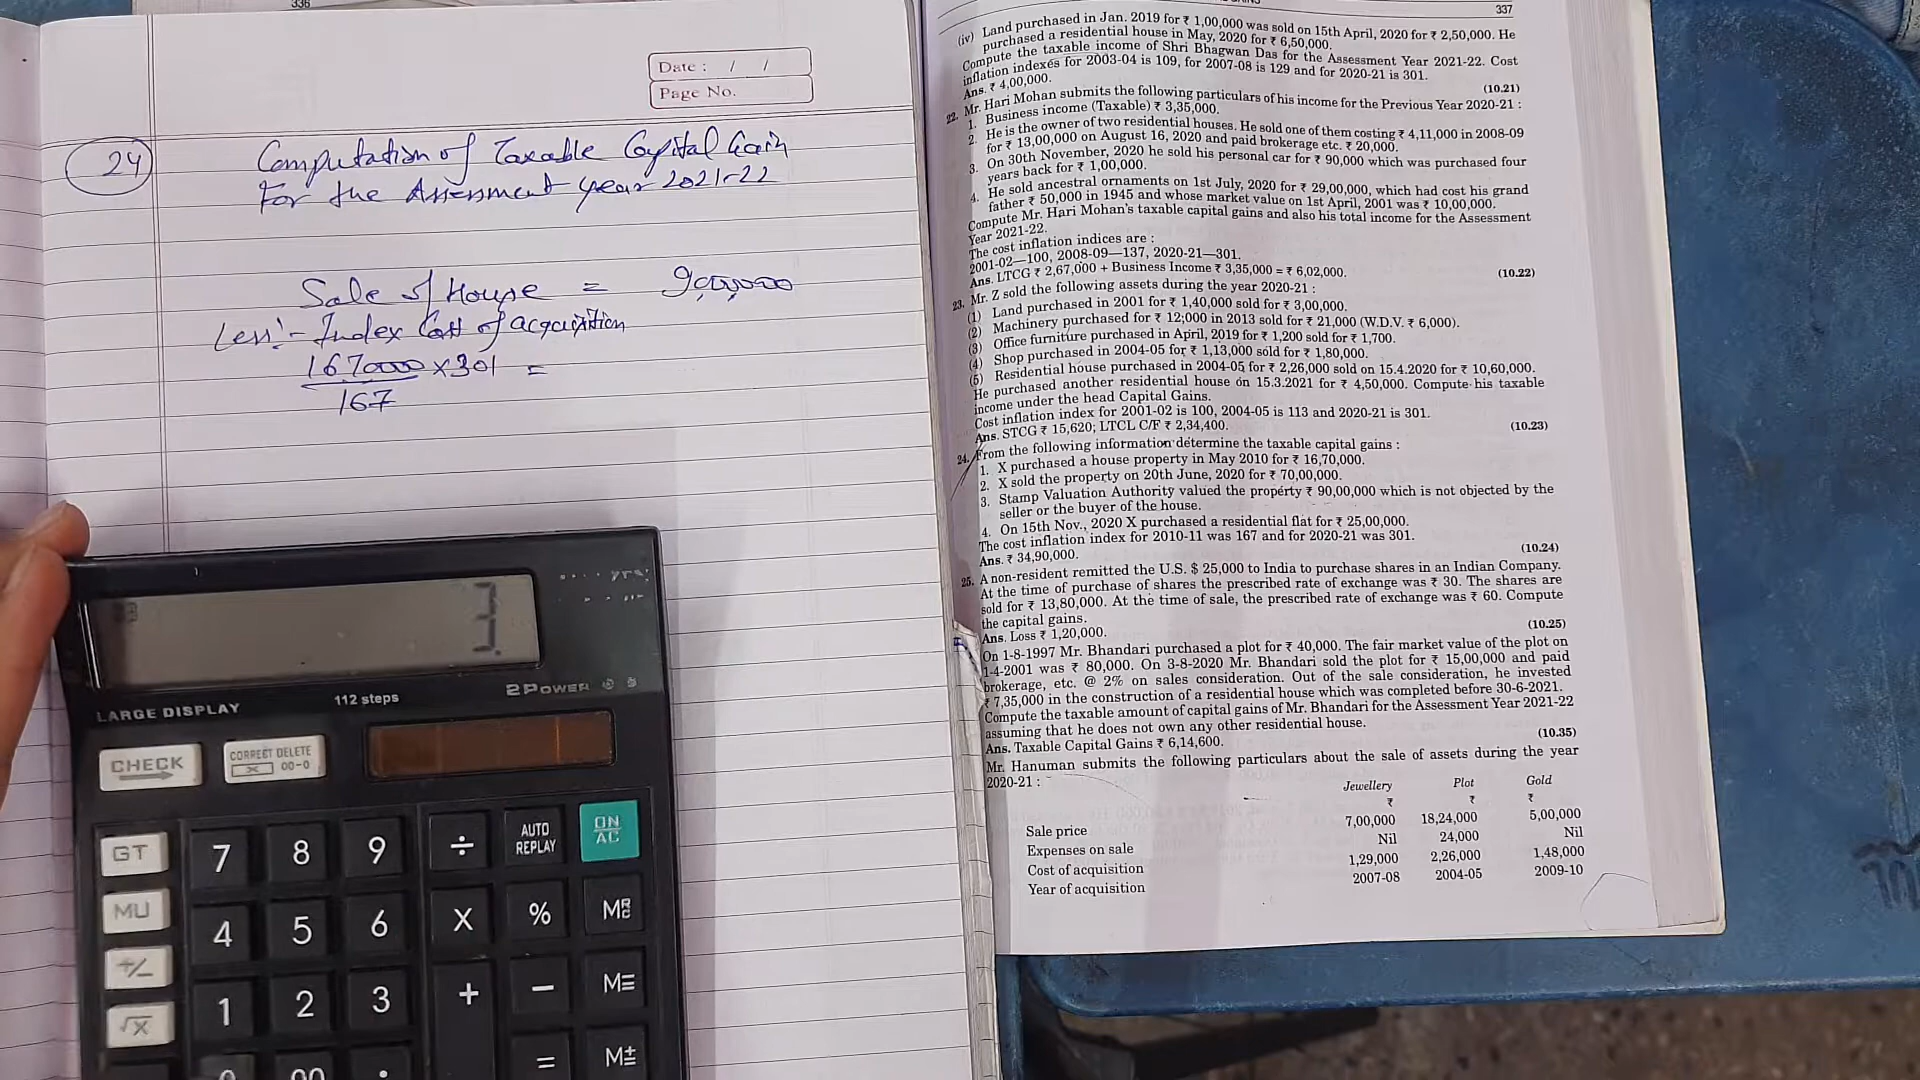 336
Date : / /
Page No.
24
Computation of Taxable Capital Gain
For the Assessment year 2021-22
Sale of House = 9000000
Less:- Index Cost of acquisition
1670000 × 301 =
167
LARGE DISPLAY
112 steps
2 POWER
CHECK
CORRECT DELETE
00→0
GT
7
8
9
÷
AUTO REPLAY
ON AC
MU
4
5
6
X
%
+/-
1
2
3
+
−
M=
√X
00
.
=
M±
337
(iv) Land purchased in Jan. 2019 for ₹ 1,00,000 was sold on 15th April, 2020 for ₹ 2,50,000. He
purchased a residential house in May, 2020 for ₹ 6,50,000.
Compute the taxable income of Shri Bhagwan Das for the Assessment Year 2021-22. Cost
inflation indexes for 2003-04 is 109, for 2007-08 is 129 and for 2020-21 is 301.
Ans. ₹ 4,00,000.
(10.21)
22. Mr. Hari Mohan submits the following particulars of his income for the Previous Year 2020-21 :
1. Business income (Taxable) ₹ 3,35,000.
2. He is the owner of two residential houses. He sold one of them costing ₹ 4,11,000 in 2008-09
for ₹ 13,00,000 on August 16, 2020 and paid brokerage etc. ₹ 20,000.
3. On 30th November, 2020 he sold his personal car for ₹ 90,000 which was purchased four
years back for ₹ 1,00,000.
4. He sold ancestral ornaments on 1st July, 2020 for ₹ 29,00,000, which had cost his grand
father ₹ 50,000 in 1945 and whose market value on 1st April, 2001 was ₹ 10,00,000.
Compute Mr. Hari Mohan's taxable capital gains and also his total income for the Assessment
Year 2021-22.
The cost inflation indices are :
2001-02—100, 2008-09—137, 2020-21—301.
Ans. LTCG ₹ 2,67,000 + Business Income ₹ 3,35,000 = ₹ 6,02,000.
(10.22)
23. Mr. Z sold the following assets during the year 2020-21 :
(1) Land purchased in 2001 for ₹ 1,40,000 sold for ₹ 3,00,000.
(2) Machinery purchased for ₹ 12;000 in 2013 sold for ₹ 21,000 (W.D.V. ₹ 6,000).
(3) Office furniture purchased in April, 2019 for ₹ 1,200 sold for ₹ 1,700.
(4) Shop purchased in 2004-05 for ₹ 1,13,000 sold for ₹ 1,80,000.
(5) Residential house purchased in 2004-05 for ₹ 2,26,000 sold on 15.4.2020 for ₹ 10,60,000.
He purchased another residential house on 15.3.2021 for ₹ 4,50,000. Compute his taxable
income under the head Capital Gains.
Cost inflation index for 2001-02 is 100, 2004-05 is 113 and 2020-21 is 301.
Ans. STCG ₹ 15,620; LTCL C/F ₹ 2,34,400.
(10.23)
24. From the following information determine the taxable capital gains :
1. X purchased a house property in May 2010 for ₹ 16,70,000.
2. X sold the property on 20th June, 2020 for ₹ 70,00,000.
3. Stamp Valuation Authority valued the property ₹ 90,00,000 which is not objected by the
seller or the buyer of the house.
4. On 15th Nov., 2020 X purchased a residential flat for ₹ 25,00,000.
The cost inflation index for 2010-11 was 167 and for 2020-21 was 301.
Ans. ₹ 34,90,000.
(10.24)
25. A non-resident remitted the U.S. $ 25,000 to India to purchase shares in an Indian Company.
At the time of purchase of shares the prescribed rate of exchange was ₹ 30. The shares are
sold for ₹ 13,80,000. At the time of sale, the prescribed rate of exchange was ₹ 60. Compute
the capital gains.
Ans. Loss ₹ 1,20,000.
(10.25)
On 1-8-1997 Mr. Bhandari purchased a plot for ₹ 40,000. The fair market value of the plot on
1-4-2001 was ₹ 80,000. On 3-8-2020 Mr. Bhandari sold the plot for ₹ 15,00,000 and paid
brokerage, etc. @ 2% on sales consideration. Out of the sale consideration, he invested
₹ 7,35,000 in the construction of a residential house which was completed before 30-6-2021.
Compute the taxable amount of capital gains of Mr. Bhandari for the Assessment Year 2021-22
assuming that he does not own any other residential house.
Ans. Taxable Capital Gains ₹ 6,14,600.
(10.35)
Mr. Hanuman submits the following particulars about the sale of assets during the year
2020-21 :
Jewellery Plot Gold
₹ ₹ ₹
Sale price 7,00,000 18,24,000 5,00,000
Expenses on sale Nil 24,000 Nil
Cost of acquisition 1,29,000 2,26,000 1,48,000
Year of acquisition 2007-08 2004-05 2009-10